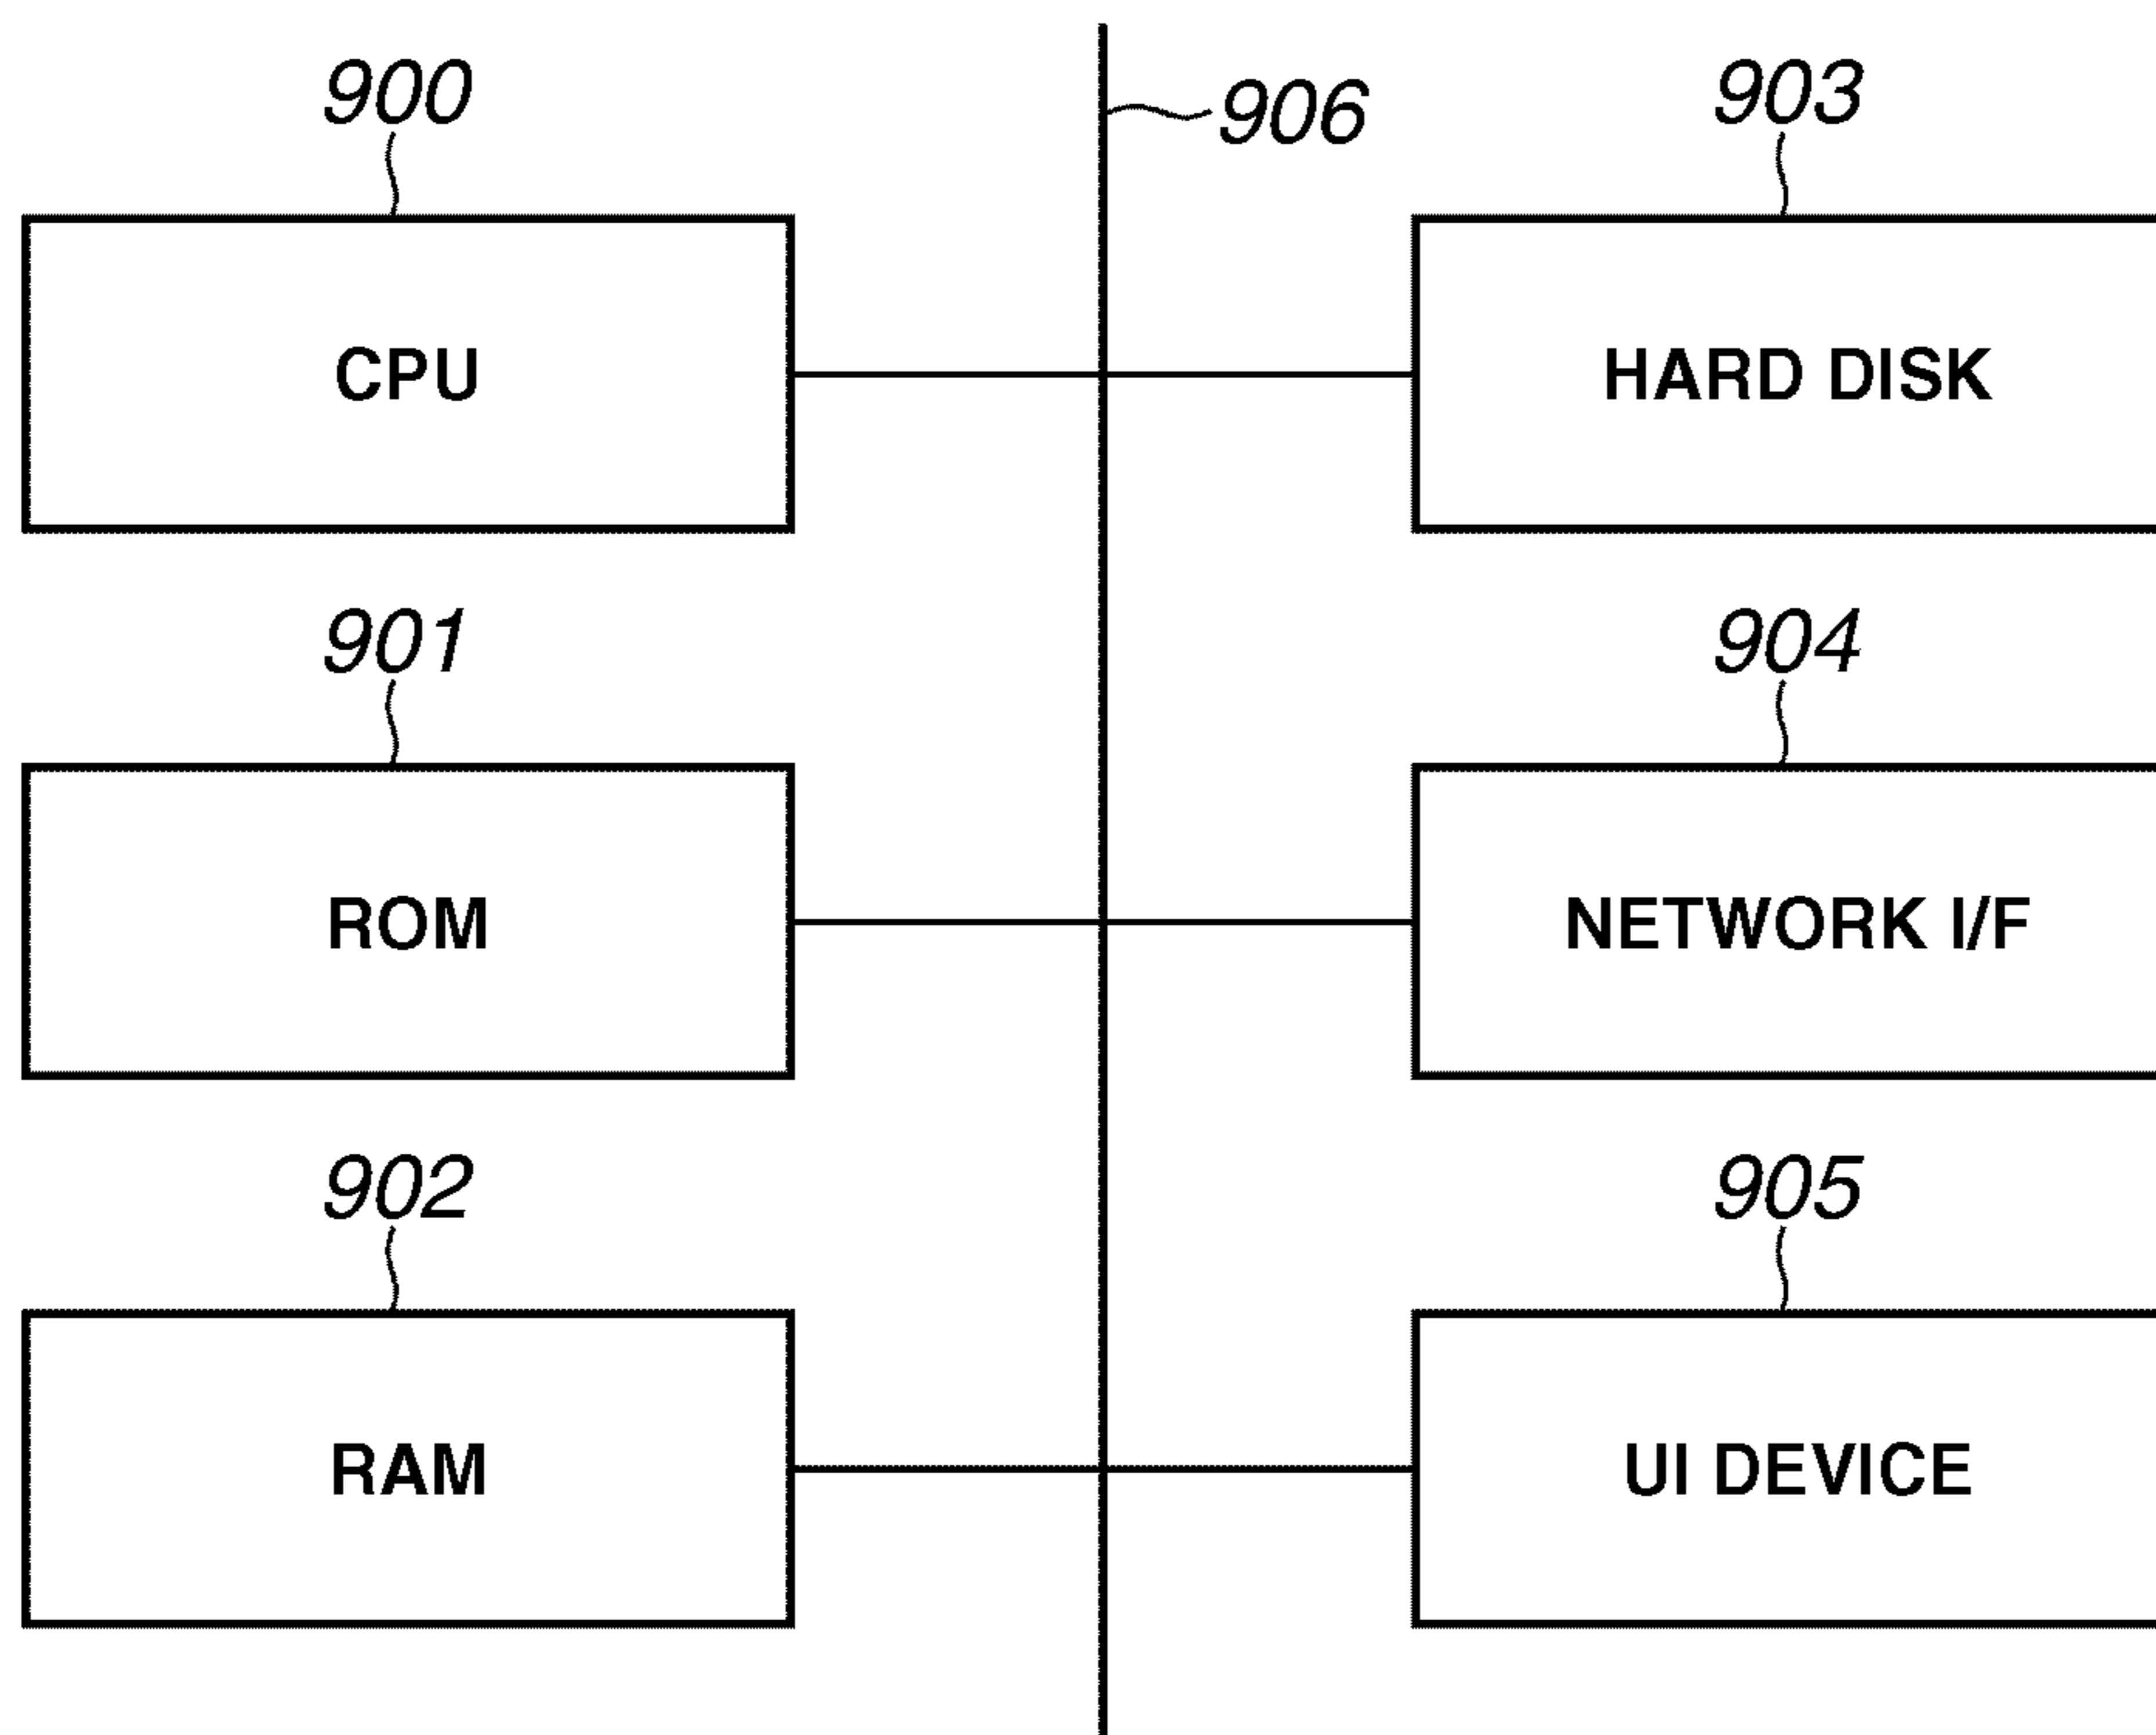 900
906
903
CPU
HARD DISK
901
904
ROM
NETWORK I/F
902
905
RAM
UI DEVICE